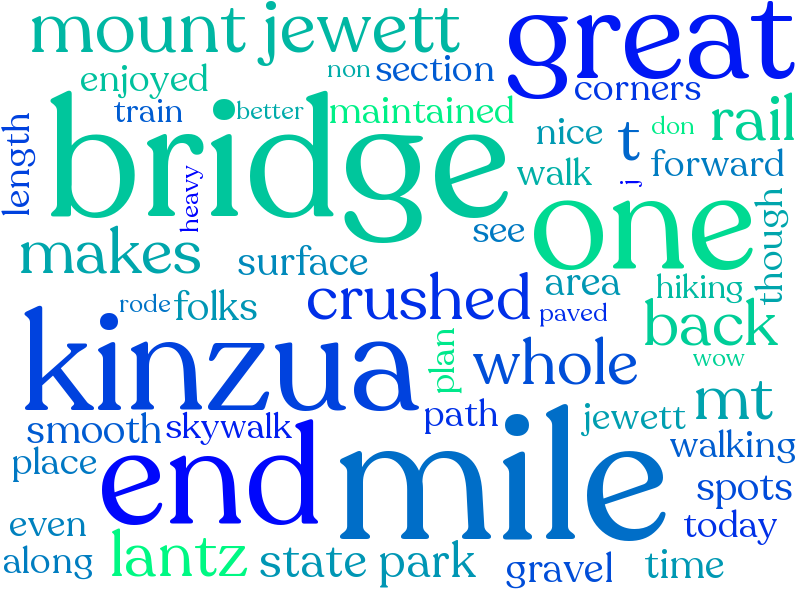 mount jewett
great
enjoyed
non
section
corners
train
better
maintained
rail
length
bridge
nice
t
don
heavy
walk
j
forward
makes
see
one
though
surface
area
hiking
rode
folks
crushed
paved
back
kinzua
plan
whole
wow
mt
smooth
skywalk
path
jewett
place
end
mile
walking
spots
even
today
along
lantz
state park
gravel
time